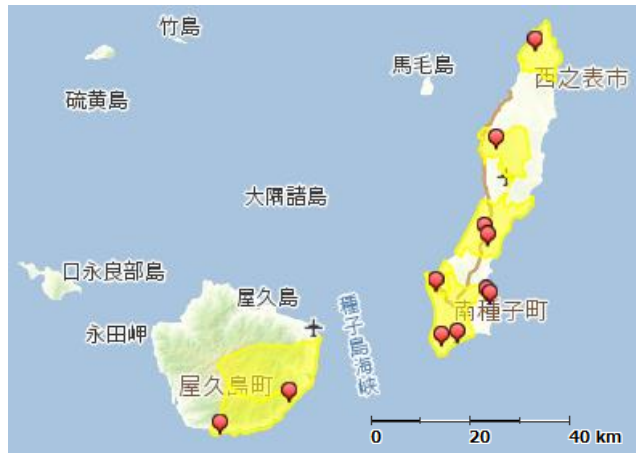 竹島
馬毛島
西之表市
硫黄島
大隅諸島
口永良部島
屋久島
種子島海峡
南種子町
永田岬
屋久島町
0 20 40 km